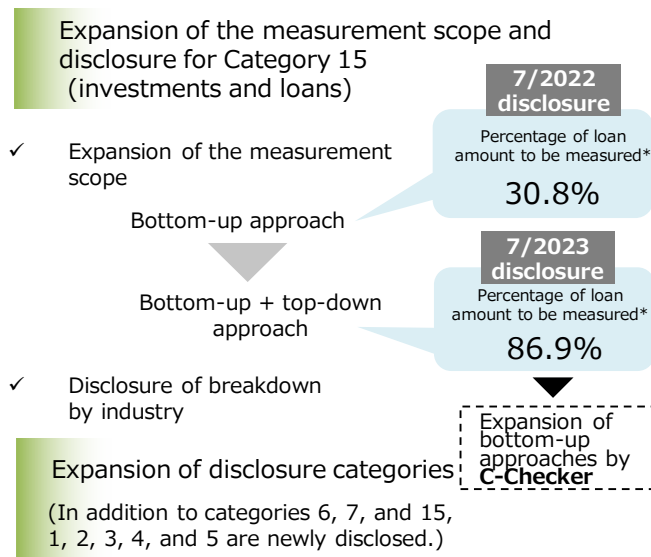 Expansion of the measurement scope and
disclosure for Category 15
(investments and loans)
7/2022
disclosure
Percentage of loan
amount to be measured*
30.8%
✓ Expansion of the measurement
scope
Bottom-up approach
7/2023
disclosure
Percentage of loan
amount to be measured*
86.9%
Bottom-up + top-down
approach
✓ Disclosure of breakdown
by industry
Expansion of
bottom-up
approaches by
C-Checker
Expansion of disclosure categories
(In addition to categories 6, 7, and 15,
1, 2, 3, 4, and 5 are newly disclosed.)